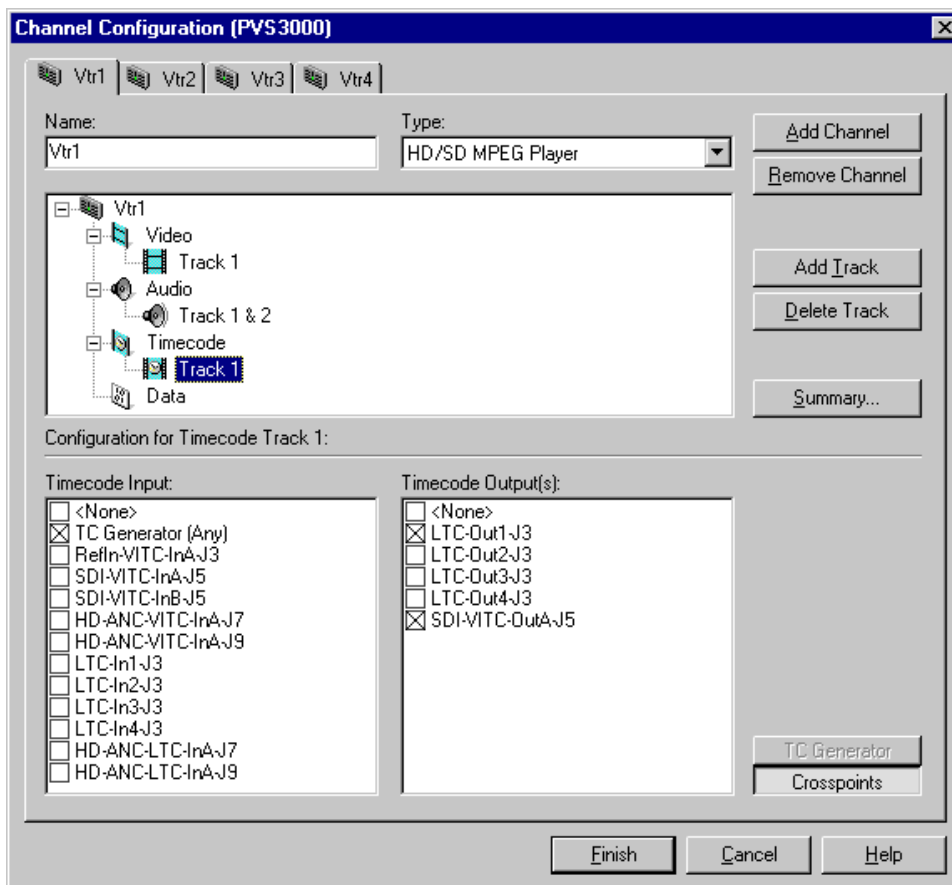 Channel Configuration (PVS3000)
Vtr1 Vtr2 Vtr3 Vtr4
Name:
Vtr1
Type:
HD/SD MPEG Player
Add Channel
Remove Channel
Vtr1
Video
Track 1
Audio
Track 1 & 2
Timecode
Track 1
Data
Add Track
Delete Track
Summary...
Configuration for Timecode Track 1:
Timecode Input:
<None>
TC Generator (Any)
RefIn-VITC-InA-J3
SDI-VITC-InA-J5
SDI-VITC-InB-J5
HD-ANC-VITC-InA-J7
HD-ANC-VITC-InA-J9
LTC-In1-J3
LTC-In2-J3
LTC-In3-J3
LTC-In4-J3
HD-ANC-LTC-InA-J7
HD-ANC-LTC-InA-J9
Timecode Output(s):
<None>
LTC-Out1-J3
LTC-Out2-J3
LTC-Out3-J3
LTC-Out4-J3
SDI-VITC-OutA-J5
TC Generator
Crosspoints
Finish
Cancel
Help